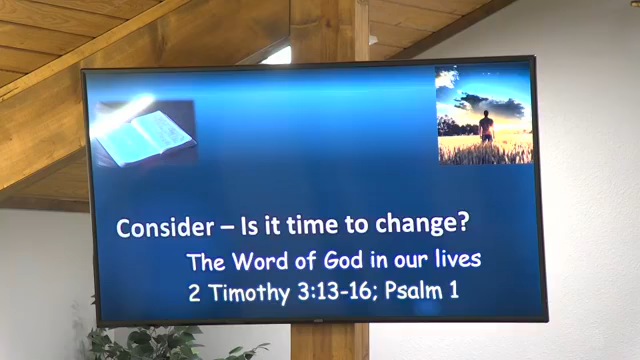 Consider – Is it time to change?
The Word of God in our lives
2 Timothy 3:13-16; Psalm 1